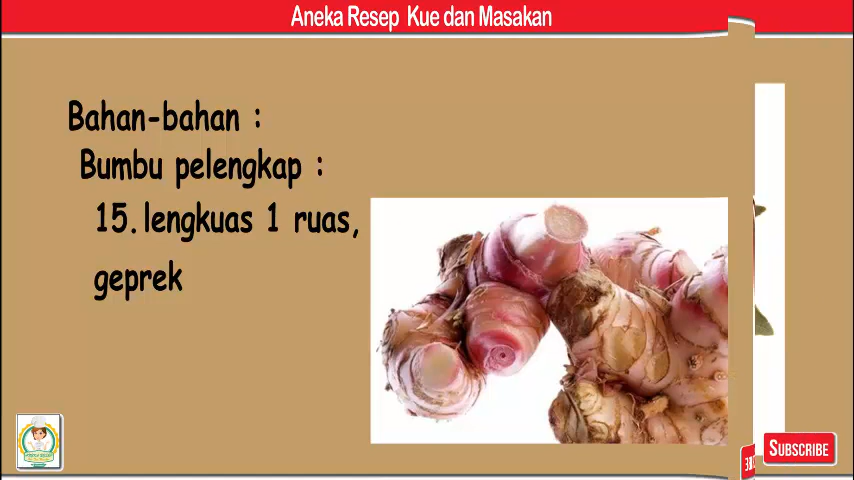 Aneka Resep Kue dan Masakan
Bahan-bahan :
Bumbu pelengkap :
15. lengkuas 1 ruas,
geprek
SUBSCRIBE